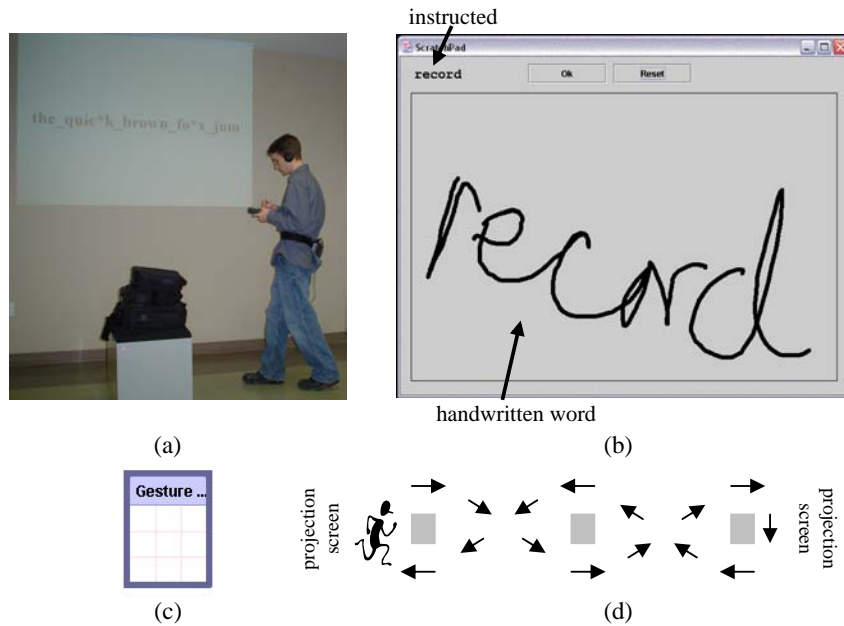 instructed
the_quic*k_brown_fo*x_jum
ScratchPad
record
Ok
Reset
record
handwritten word
(a)
(b)
Gesture ...
projection
screen
projection
screen
(c)
(d)